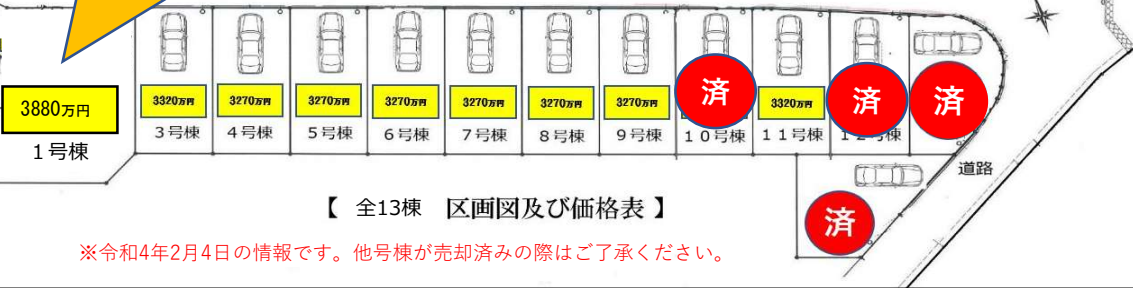 3880万円
1号棟
3320万円
3号棟
3270万円
4号棟
3270万円
5号棟
3270万円
6号棟
3270万円
7号棟
3270万円
8号棟
3270万円
9号棟
済
10号棟
3320万円
11号棟
済
12号棟
済
済
道路
【 全13棟 区画図及び価格表 】
※令和4年2月4日の情報です。他号棟が売却済みの際はご了承ください。